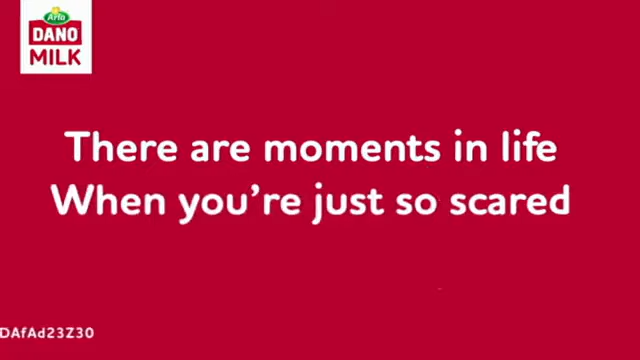 Arla
DANO
MILK
There are moments in life
When you're just so scared
DAfAd23Z30